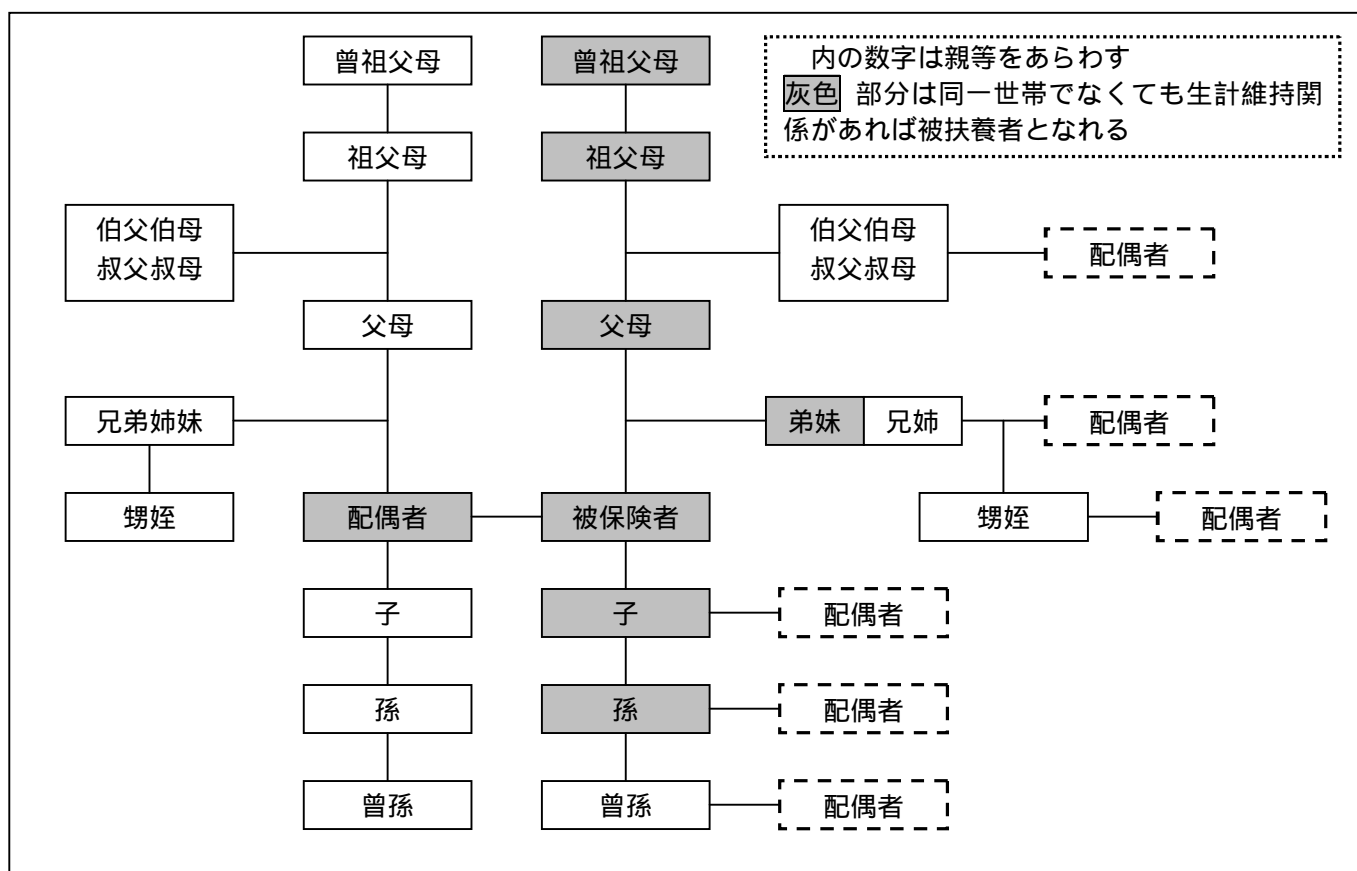 曾祖父母
曾祖父母
内の数字は親等をあらわす
灰色 部分は同一世帯でなくても生計維持関
係があれば被扶養者となれる
祖父母
祖父母
伯父伯母
叔父叔母
伯父伯母
叔父叔母
配偶者
父母
父母
兄弟姉妹
弟妹
兄姉
配偶者
甥姪
配偶者
被保険者
甥姪
配偶者
子
子
配偶者
孫
孫
配偶者
曾孫
曾孫
配偶者